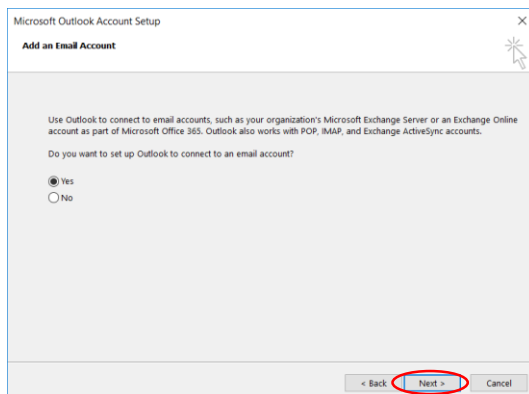 Microsoft Outlook Account Setup
Add an Email Account
Use Outlook to connect to email accounts, such as your organization's Microsoft Exchange Server or an Exchange Online
account as part of Microsoft Office 365. Outlook also works with POP, IMAP, and Exchange ActiveSync accounts.
Do you want to set up Outlook to connect to an email account?
Yes
No
< Back Next > Cancel